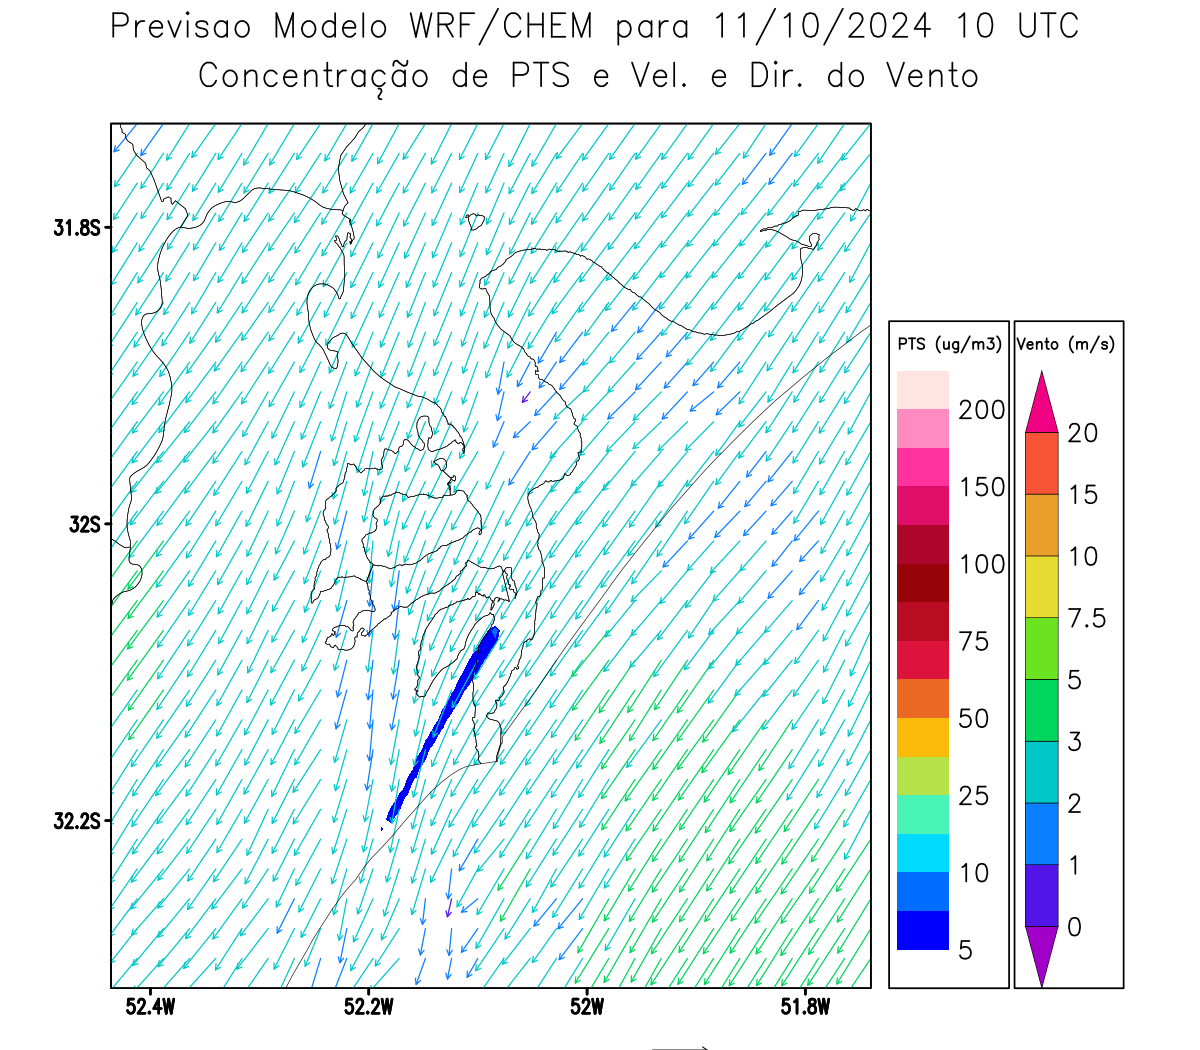 Previsao Modelo WRF/CHEM para 11/10/2024 10 UTC
Concentração de PTS e Vel. e Dir. do Vento
31.8S
32S
32.2S
52.4W
52.2W
52W
51.8W
PTS (ug/m3)
200
150
100
75
50
25
10
5
Vento (m/s)
20
15
10
7.5
5
3
2
1
0